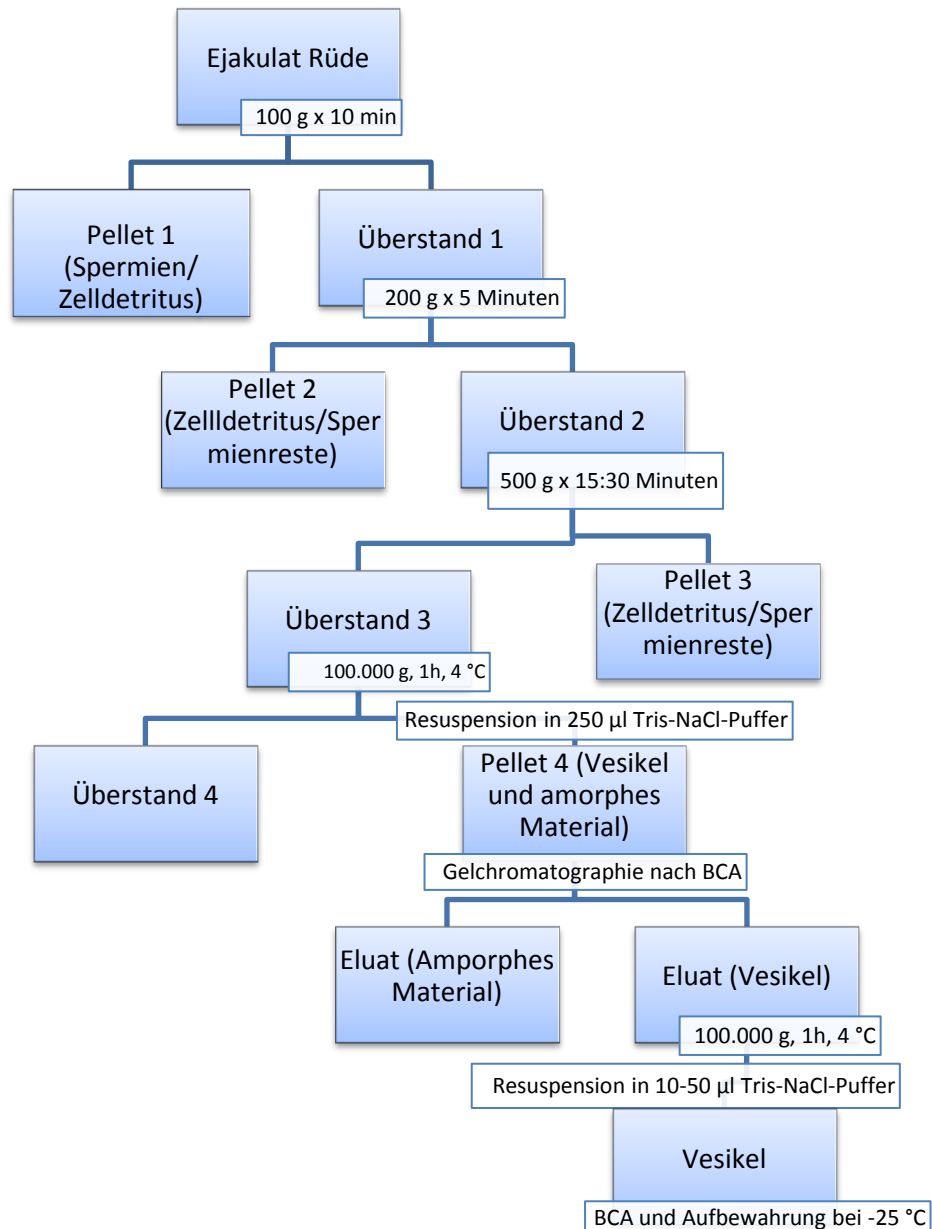 Ejakulat Rüde
100 g x 10 min
Pellet 1
(Spermien/
Zelldetritus)
Überstand 1
200 g x 5 Minuten
Pellet 2
(Zellldetritus/Sper
mienreste)
Überstand 2
500 g x 15:30 Minuten
Überstand 3
100.000 g, 1h, 4 °C
Pellet 3
(Zelldetritus/Sper
mienreste)
Resuspension in 250 µl Tris-NaCl-Puffer
Überstand 4
Pellet 4 (Vesikel
und amorphes
Material)
Gelchromatographie nach BCA
Eluat (Amporphes
Material)
Eluat (Vesikel)
100.000 g, 1h, 4 °C
Resuspension in 10-50 µl Tris-NaCl-Puffer
Vesikel
BCA und Aufbewahrung bei -25 °C